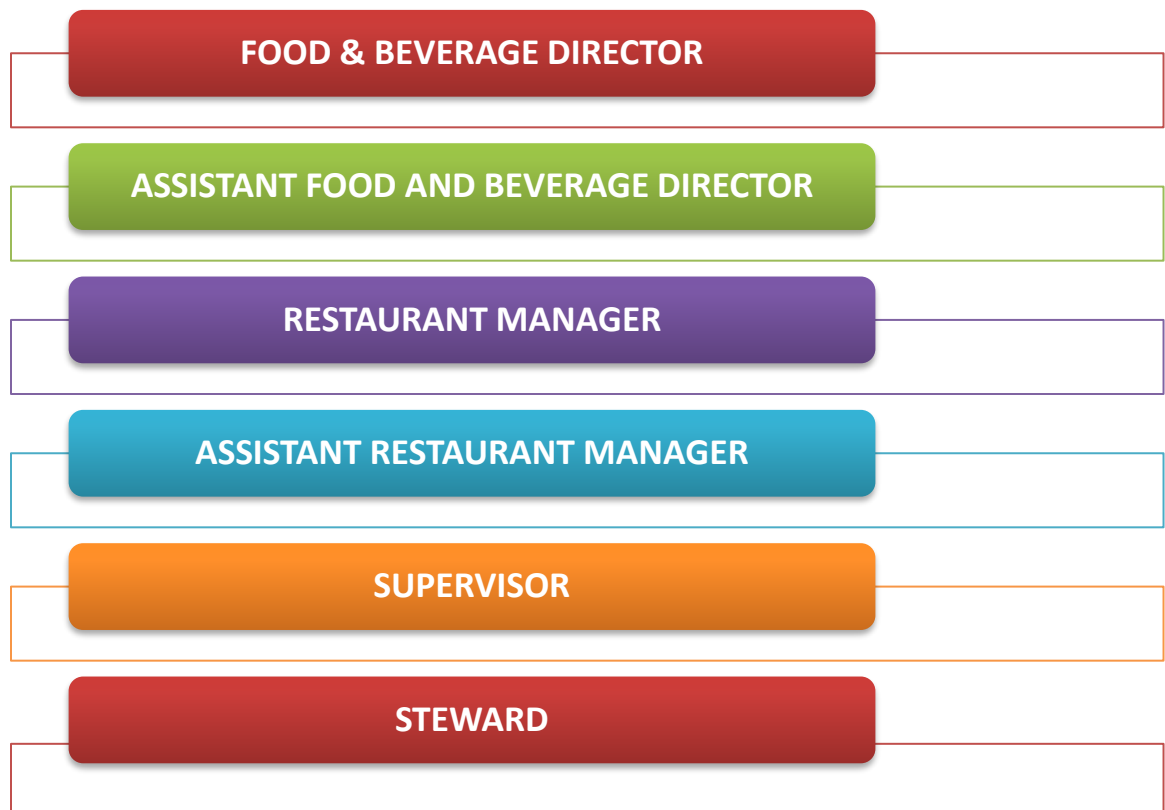 FOOD & BEVERAGE DIRECTOR
ASSISTANT FOOD AND BEVERAGE DIRECTOR
RESTAURANT MANAGER
ASSISTANT RESTAURANT MANAGER
SUPERVISOR
STEWARD